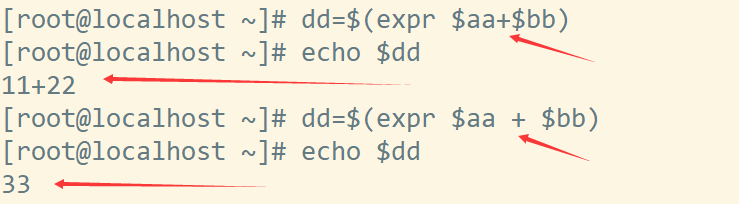 [root@localhost ~]# dd=$(expr $aa+$bb)
[root@localhost ~]# echo $dd
11+22
[root@localhost ~]# dd=$(expr $aa + $bb)
[root@localhost ~]# echo $dd
33